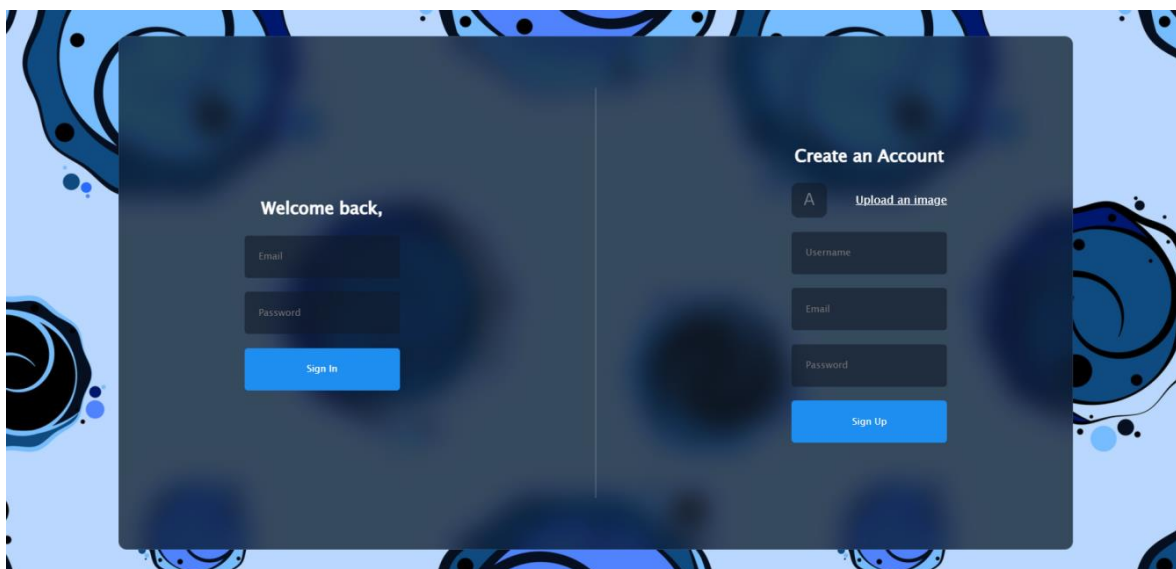 Welcome back,
Email
Password
Sign In
Create an Account
A
Upload an image
Username
Email
Password
Sign Up